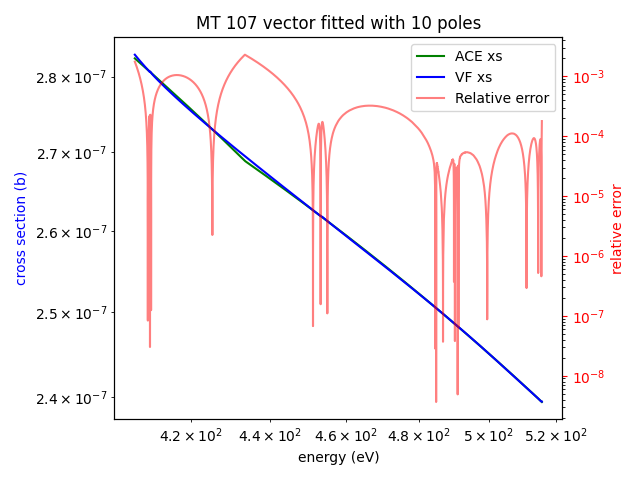 MT 107 vector fitted with 10 poles
ACE xs
VF xs
Relative error
2.8 × 10⁻⁷
2.7 × 10⁻⁷
2.6 × 10⁻⁷
2.5 × 10⁻⁷
2.4 × 10⁻⁷
cross section (b)
10⁻³
10⁻⁴
10⁻⁵
10⁻⁶
10⁻⁷
10⁻⁸
relative error
4.2 × 10² 4.4 × 10² 4.6 × 10² 4.8 × 10² 5 × 10² 5.2 × 10²
energy (eV)